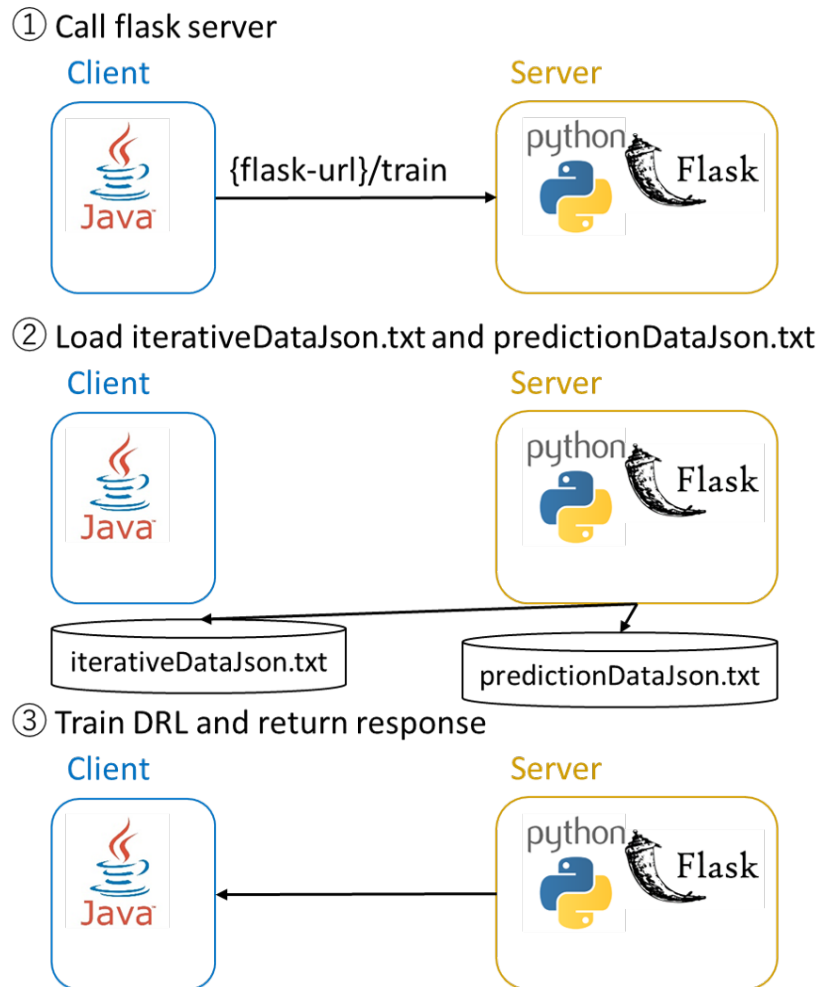 ① Call flask server
Client
Server
Java
{flask-url}/train
python
Flask
② Load iterativeDataJson.txt and predictionDataJson.txt
Client
Server
Java
python
Flask
iterativeDataJson.txt
predictionDataJson.txt
③ Train DRL and return response
Client
Server
Java
python
Flask